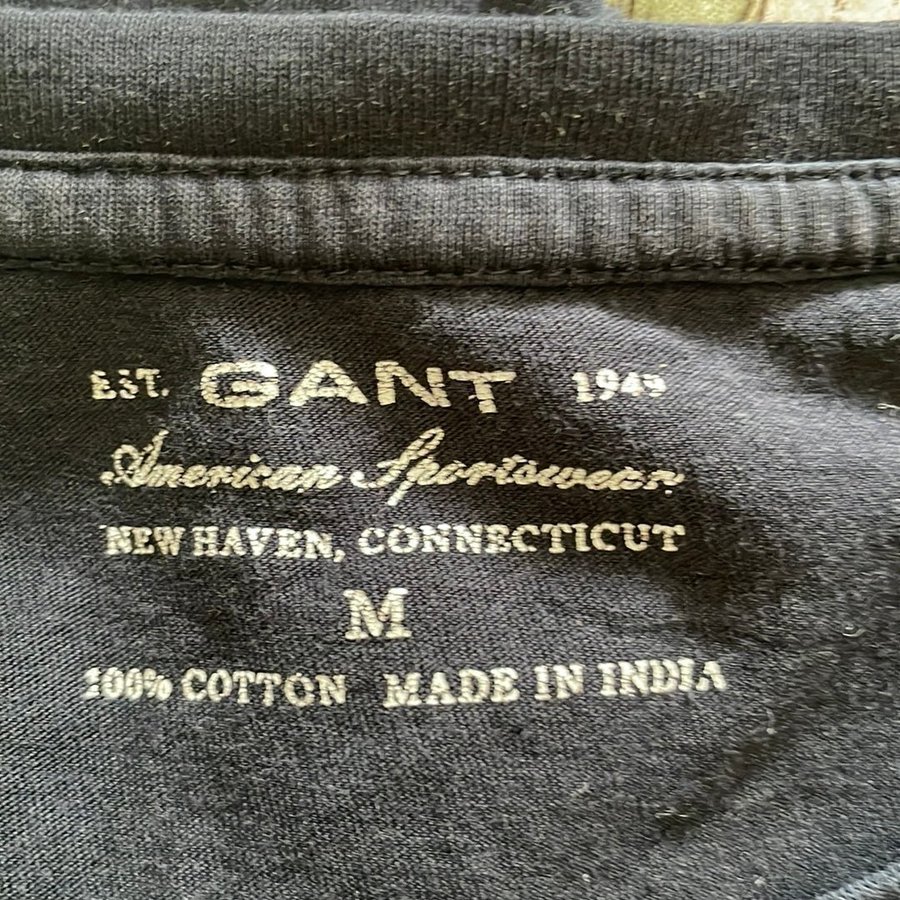 EST. GANT 1949
American Sportswear
NEW HAVEN, CONNECTICUT
M
100% COTTON MADE IN INDIA